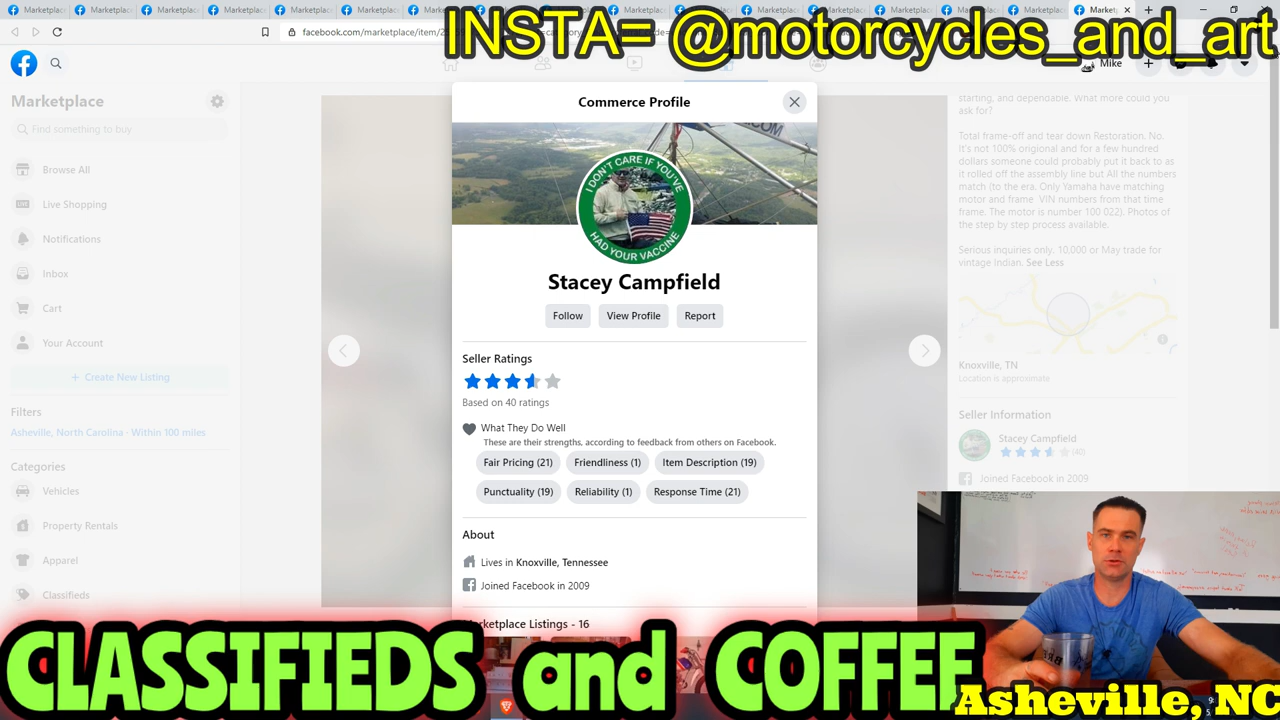 Marketplace
INSTA= @motorcycles_and_art
facebook.com/marketplace/item/2
Mike
Marketplace
Find something to buy
Browse All
Live Shopping
Notifications
Inbox
Cart
Your Account
+ Create New Listing
Filters
Asheville, North Carolina · Within 100 miles
Categories
Vehicles
Property Rentals
Apparel
Classifieds
Commerce Profile
I DON'T CARE IF YOU'VE
HAD YOUR VACCINE
Stacey Campfield
Follow
View Profile
Report
Seller Ratings
Based on 40 ratings
What They Do Well
These are their strengths, according to feedback from others on Facebook.
Fair Pricing (21)
Friendliness (1)
Item Description (19)
Punctuality (19)
Reliability (1)
Response Time (21)
About
Lives in Knoxville, Tennessee
Joined Facebook in 2009
Marketplace Listings - 16
starting, and dependable. What more could you
ask for?
Total frame-off and tear down Restoration. No.
It's not 100% original and for a few hundred
dollars someone could probably put it back to as
it rolled off the assembly line but All the numbers
match (to the era. Only Yamaha have matching
motor and frame VIN numbers from that time
frame. The motor is number 100 022). Photos of
the step by step process available.
Serious inquiries only, 10,000 or May trade for
vintage Indian. See Less
Knoxville, TN
Location is approximate
Seller Information
Stacey Campfield
(40)
Joined Facebook in 2009
CLASSIFIEDS and COFFEE
Asheville, NC